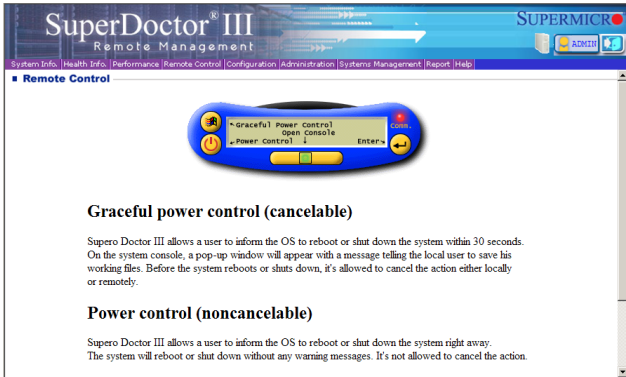 SuperDoctor® III
Remote Management
SUPERMICRO
ADMIN
System Info. Health Info. Performance Remote Control Configuration Administration Systems Management Report Help
Remote Control
Graceful Power Control
Open Console
Power Control ↓ Enter
Comm.
Graceful power control (cancelable)
Supero Doctor III allows a user to inform the OS to reboot or shut down the system within 30 seconds.
On the system console, a pop-up window will appear with a message telling the local user to save his
working files. Before the system reboots or shuts down, it's allowed to cancel the action either locally
or remotely.
Power control (noncancelable)
Supero Doctor III allows a user to inform the OS to reboot or shut down the system right away.
The system will reboot or shut down without any warning messages. It's not allowed to cancel the action.